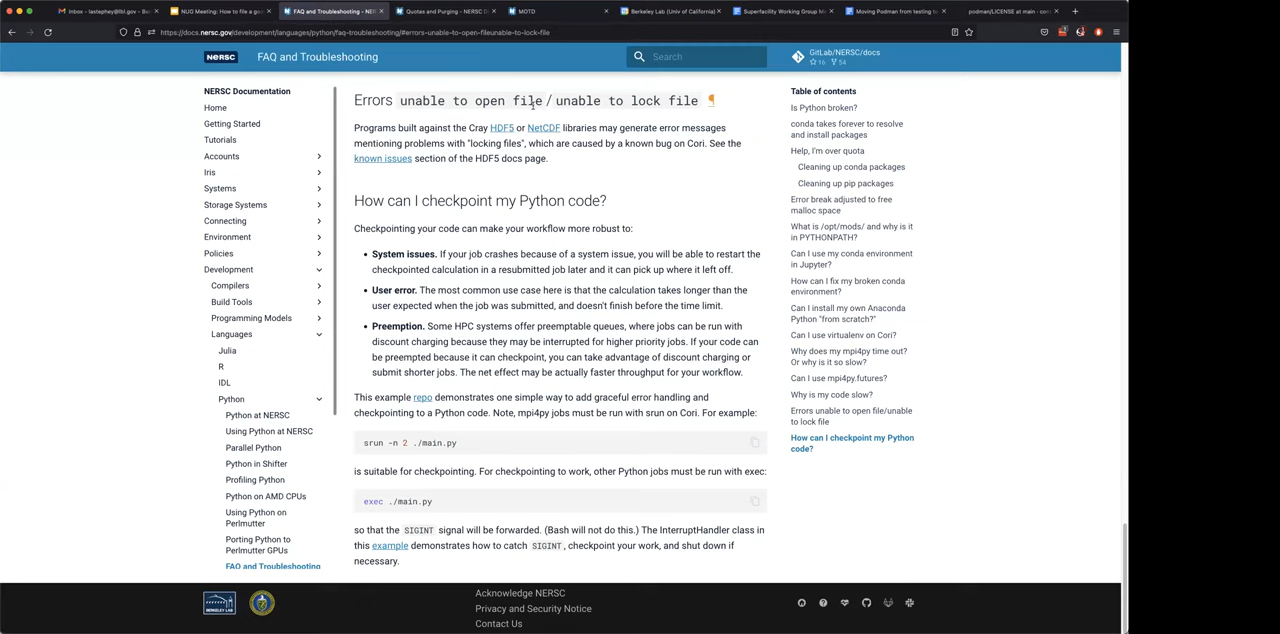 Inbox - lastephey@lbl.gov - Be
NUG Meeting: How to file a go
FAQ and Troubleshooting - NER
Quotes and Purging - NERSC D
MOTD
Berkeley Lab (Univ of California)
Superfacility Working Group M
Moving Podman from testing to
podman/LICENSE at main · con
https://docs.nersc.gov/development/languages/python/faq-troubleshooting/#errors-unable-to-open-fileunable-to-lock-file
NERSC
FAQ and Troubleshooting
Search
GitLab/NERSC/docs
16 54
NERSC Documentation
Home
Getting Started
Tutorials
Accounts
Iris
Systems
Storage Systems
Connecting
Environment
Policies
Development
Compilers
Build Tools
Programming Models
Languages
Julia
R
IDL
Python
Python at NERSC
Using Python at NERSC
Parallel Python
Python in Shifter
Profiling Python
Python on AMD CPUs
Using Python on
Perlmutter
Porting Python to
Perlmutter GPUs
FAQ and Troubleshooting
Errors unable to open file / unable to lock file ¶
Programs built against the Cray HDF5 or NetCDF libraries may generate error messages
mentioning problems with "locking files", which are caused by a known bug on Cori. See the
known issues section of the HDF5 docs page.
How can I checkpoint my Python code?
Checkpointing your code can make your workflow more robust to:
• System issues. If your job crashes because of a system issue, you will be able to restart the
checkpointed calculation in a resubmitted job later and it can pick up where it left off.
• User error. The most common use case here is that the calculation takes longer than the
user expected when the job was submitted, and doesn't finish before the time limit.
• Preemption. Some HPC systems offer preemptable queues, where jobs can be run with
discount charging because they may be interrupted for higher priority jobs. If your code can
be preempted because it can checkpoint, you can take advantage of discount charging or
submit shorter jobs. The net effect may be actually faster throughput for your workflow.
This example repo demonstrates one simple way to add graceful error handling and
checkpointing to a Python code. Note, mpi4py jobs must be run with srun on Cori. For example:
srun -n 2 ./main.py
is suitable for checkpointing. For checkpointing to work, other Python jobs must be run with exec:
exec ./main.py
so that the SIGINT signal will be forwarded. (Bash will not do this.) The InterruptHandler class in
this example demonstrates how to catch SIGINT, checkpoint your work, and shut down if
necessary.
Table of contents
Is Python broken?
conda takes forever to resolve
and install packages
Help, I'm over quota
Cleaning up conda packages
Cleaning up pip packages
Error break adjusted to free
malloc space
What is /opt/mods/ and why is it
in PYTHONPATH?
Can I use my conda environment
in Jupyter?
How can I fix my broken conda
environment?
Can I install my own Anaconda
Python "from scratch?"
Can I use virtualenv on Cori?
Why does my mpi4py time out?
Or why is it so slow?
Can I use mpi4py.futures?
Why is my code slow?
Errors unable to open file/unable
to lock file
How can I checkpoint my Python
code?
BERKELEY LAB
Acknowledge NERSC
Privacy and Security Notice
Contact Us